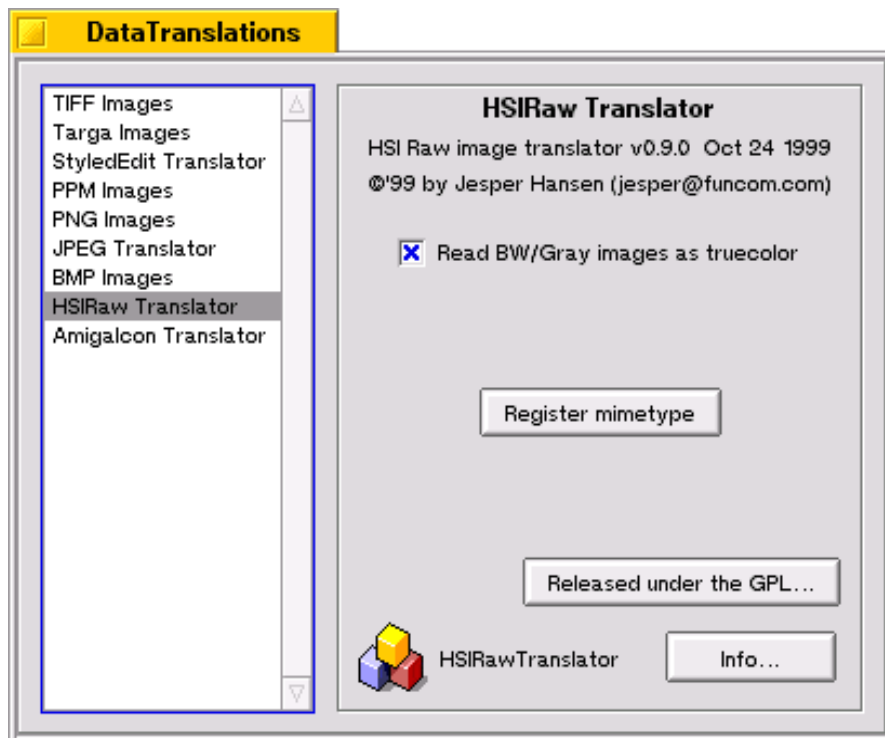 DataTranslations
TIFF Images
Targa Images
StyledEdit Translator
PPM Images
PNG Images
JPEG Translator
BMP Images
HSIRaw Translator
AmigaIcon Translator
HSIRaw Translator
HSI Raw image translator v0.9.0 Oct 24 1999
©'99 by Jesper Hansen (jesper@funcom.com)
Read BW/Gray images as truecolor
Register mimetype
Released under the GPL...
HSIRawTranslator
Info...